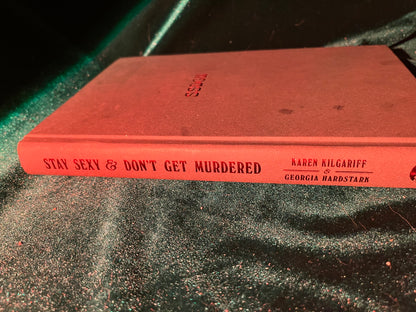 STAY SEXY & DON'T GET MURDERED
KAREN KILGARIFF
&
GEORGIA HARDSTARK